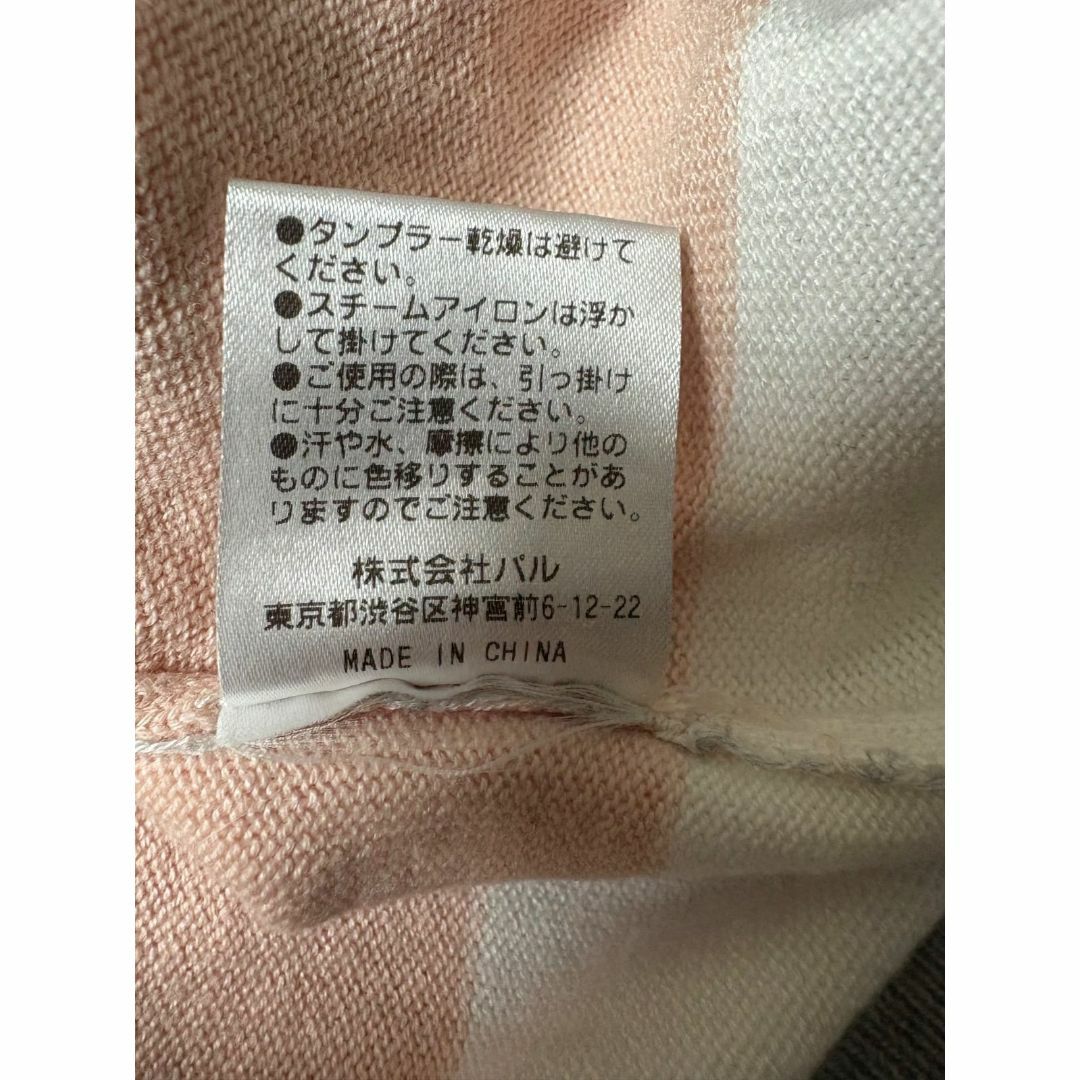 ●タンブラー乾燥は避けて
ください。
●スチームアイロンは浮か
して掛けてください。
●ご使用の際は、引っ掛け
に十分ご注意ください。
●汗や水、摩擦により他の
ものに色移りすることがあ
りますのでご注意ください。
株式会社パル
東京都渋谷区神宮前6-12-22
MADE IN CHINA